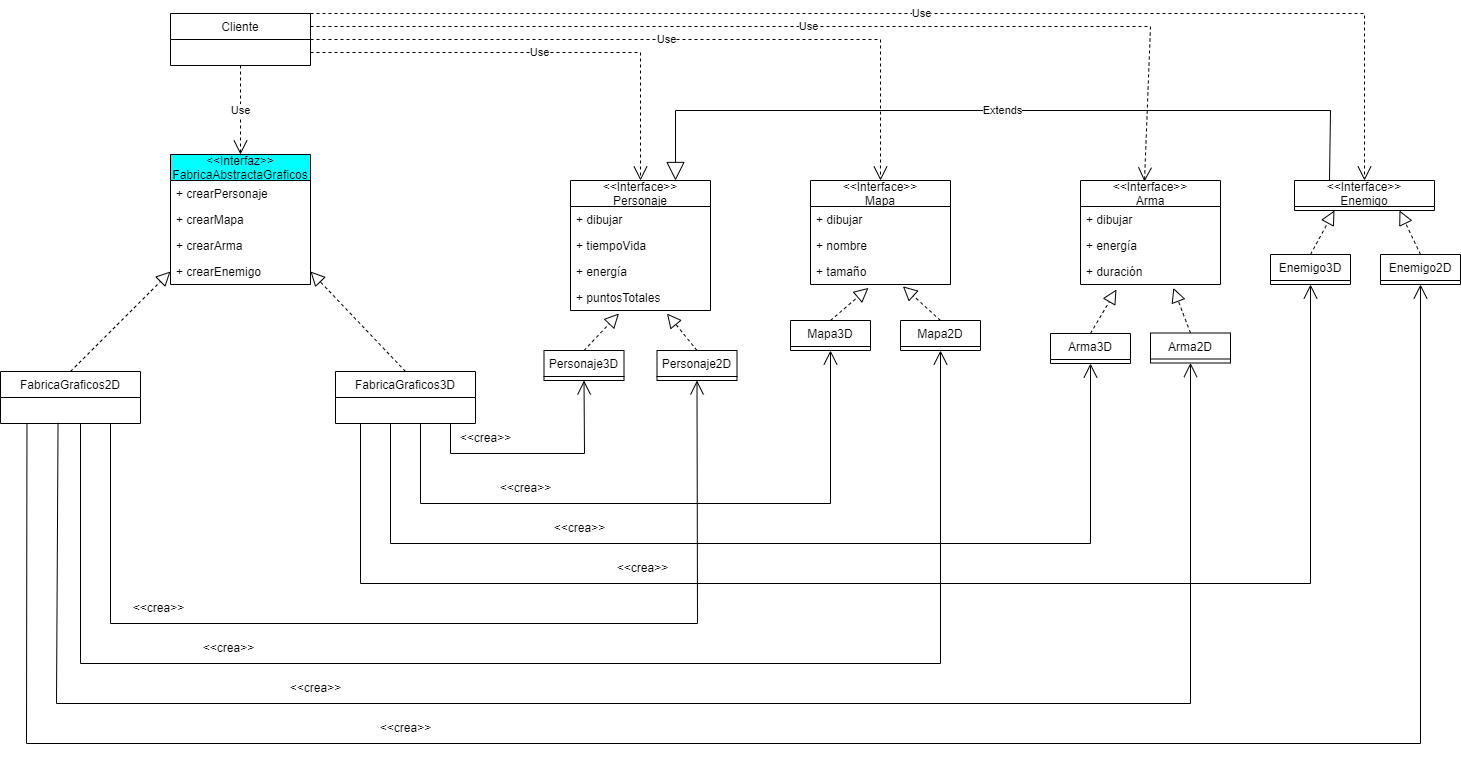 Use
Cliente
Use
Use
Use
Use
Extends
<<Interfaz>>
FabricaAbstractaGraficos
+ crearPersonaje
+ crearMapa
+ crearArma
+ crearEnemigo
<<Interface>>
Personaje
+ dibujar
+ tiempoVida
+ energía
+ puntosTotales
<<Interface>>
Mapa
+ dibujar
+ nombre
+ tamaño
<<Interface>>
Arma
+ dibujar
+ energía
+ duración
<<Interface>>
Enemigo
Enemigo3D
Enemigo2D
Mapa3D
Mapa2D
Arma3D
Arma2D
Personaje3D
Personaje2D
FabricaGraficos2D
FabricaGraficos3D
<<crea>>
<<crea>>
<<crea>>
<<crea>>
<<crea>>
<<crea>>
<<crea>>
<<crea>>